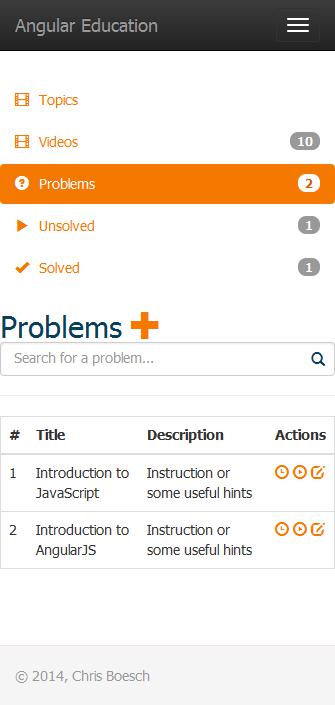 Angular Education
Topics
Videos 10
Problems 2
Unsolved 1
Solved 1
Problems
Search for a problem...
# Title Description Actions
1 Introduction to JavaScript Instruction or some useful hints
2 Introduction to AngularJS Instruction or some useful hints
© 2014, Chris Boesch